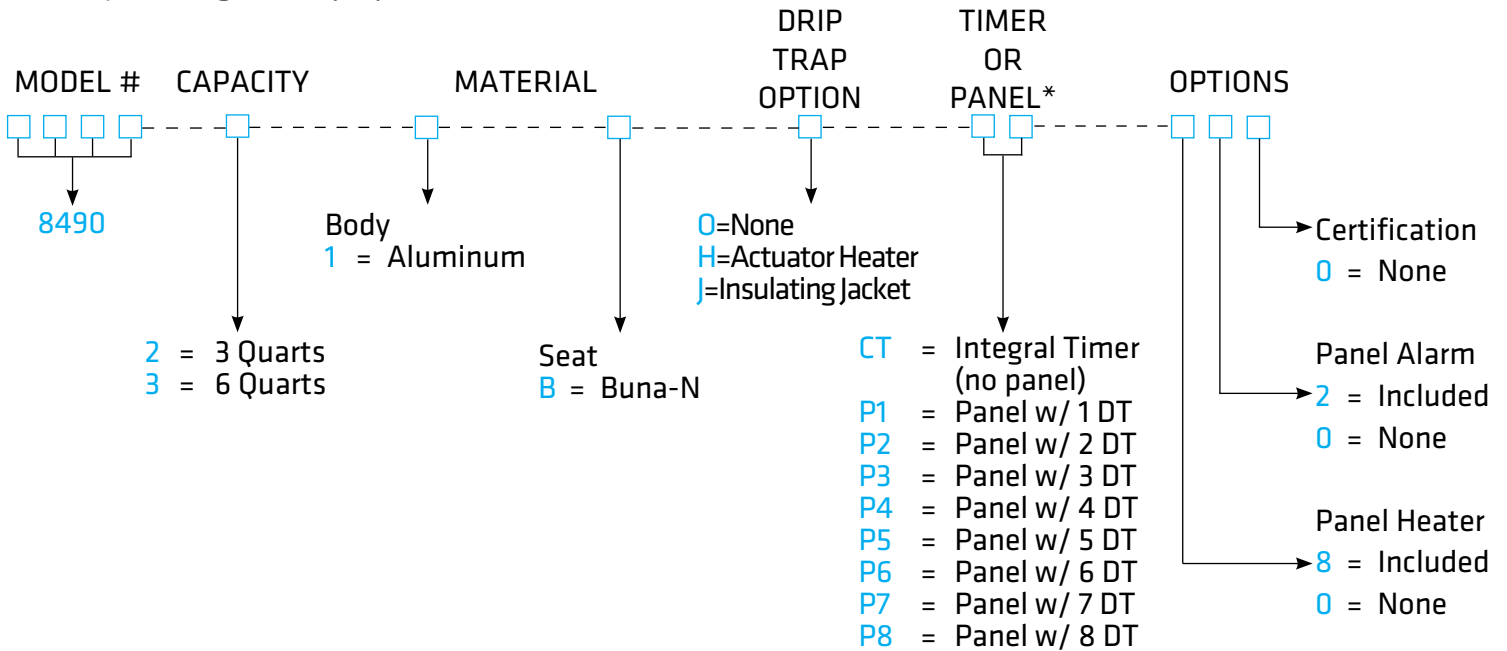 MODEL #
CAPACITY
MATERIAL
DRIP
TRAP
OPTION
TIMER
OR
PANEL*
OPTIONS
8490
2 = 3 Quarts
3 = 6 Quarts
Body
1 = Aluminum
Seat
B = Buna-N
0=None
H=Actuator Heater
J=Insulating Jacket
CT = Integral Timer
(no panel)
P1 = Panel w/ 1 DT
P2 = Panel w/ 2 DT
P3 = Panel w/ 3 DT
P4 = Panel w/ 4 DT
P5 = Panel w/ 5 DT
P6 = Panel w/ 6 DT
P7 = Panel w/ 7 DT
P8 = Panel w/ 8 DT
Certification
0 = None
Panel Alarm
2 = Included
0 = None
Panel Heater
8 = Included
0 = None